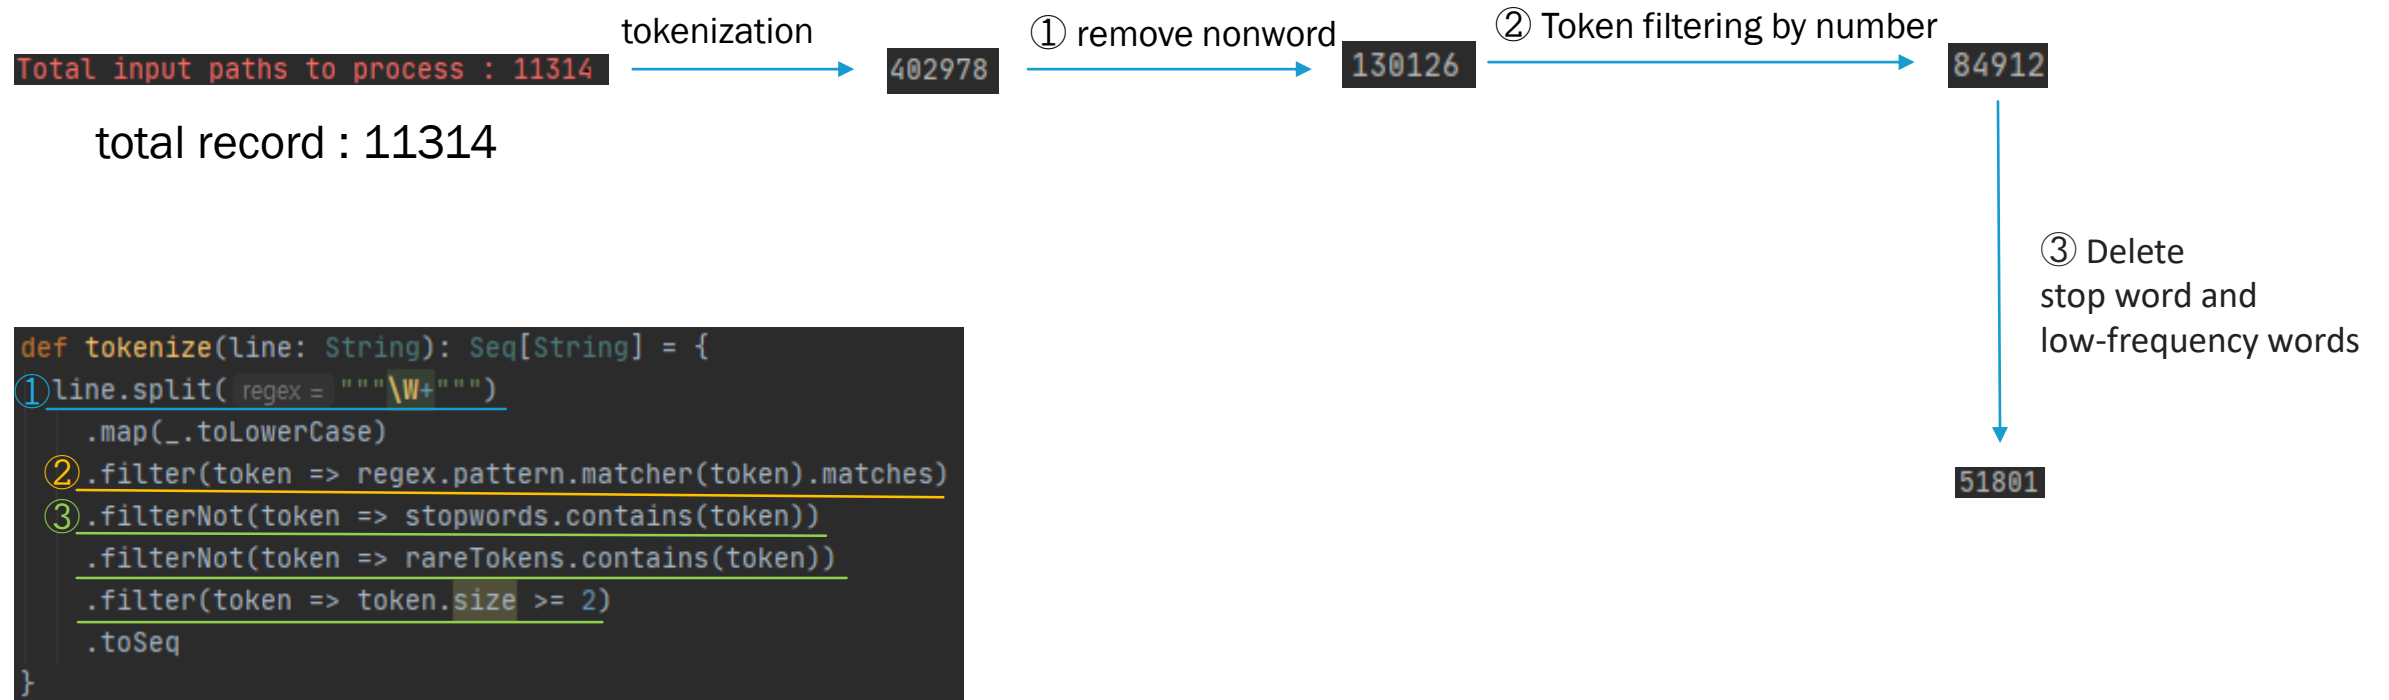 Total input paths to process : 11314
tokenization
402978
① remove nonword
130126
② Token filtering by number
84912
total record : 11314
③ Delete
stop word and
low-frequency words
51801
def tokenize(line: String): Seq[String] = {
①line.split( regex = """\W+""")
.map(_.toLowerCase)
②.filter(token => regex.pattern.matcher(token).matches)
③.filterNot(token => stopwords.contains(token))
.filterNot(token => rareTokens.contains(token))
.filter(token => token.size >= 2)
.toSeq
}